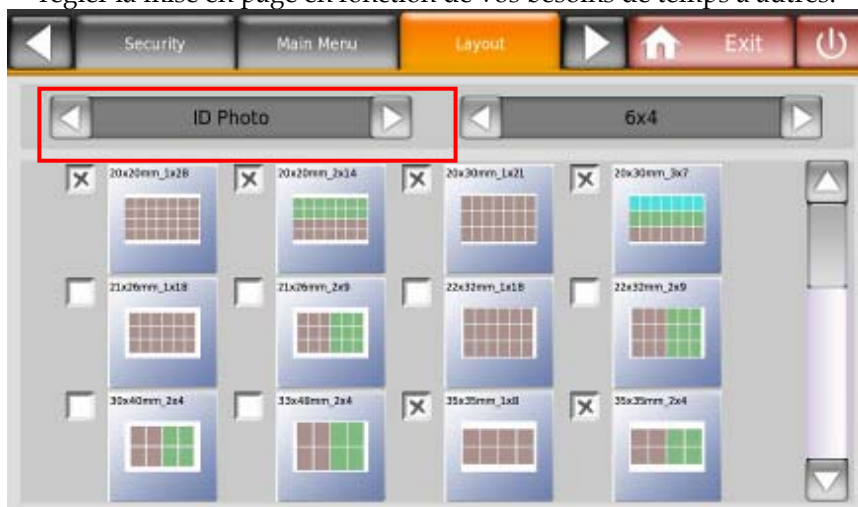 régler la mise en page en fonction de vos besoins de temps à autres.
Security Main Menu Layout Exit
ID Photo 6x4
20x20mm_1x28 20x20mm_2x14 20x30mm_1x21 20x30mm_3x7
21x26mm_1x18 21x26mm_2x9 22x32mm_1x18 22x32mm_2x9
30x40mm_2x4 33x48mm_2x4 35x35mm_1x8 35x35mm_2x4